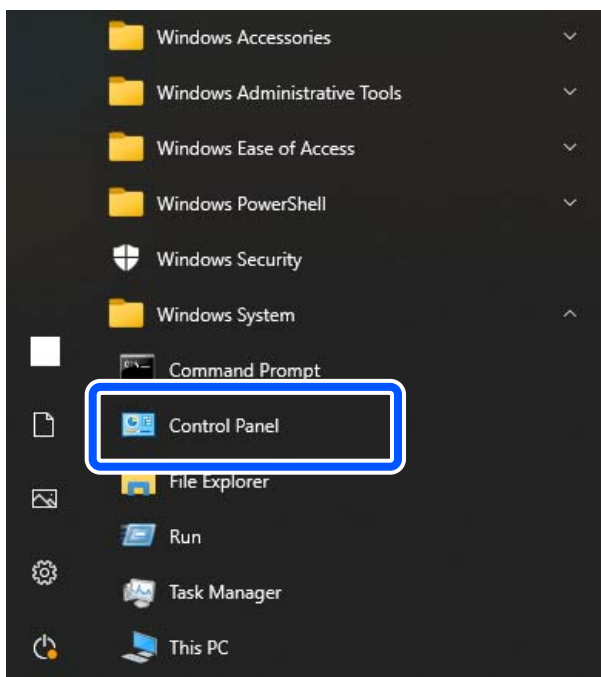 Windows Accessories
Windows Administrative Tools
Windows Ease of Access
Windows PowerShell
Windows Security
Windows System
Command Prompt
Control Panel
File Explorer
Run
Task Manager
This PC